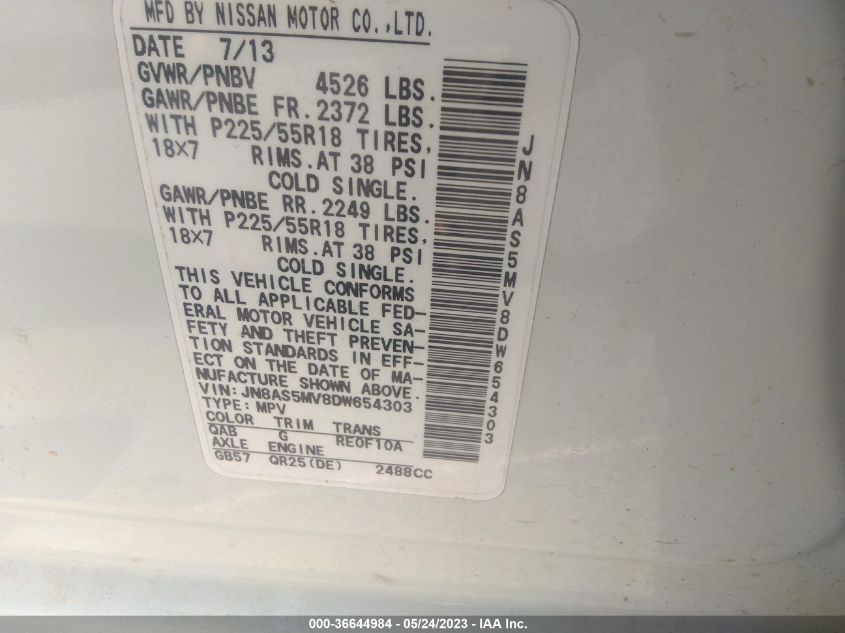 MFD BY NISSAN MOTOR CO.,LTD.
DATE 7/13
GVWR/PNBV 4526 LBS.
GAWR/PNBE FR.2372 LBS.
WITH P225/55R18 TIRES,
18X7 RIMS.AT 38 PSI
COLD SINGLE.
GAWR/PNBE RR.2249 LBS.
WITH P225/55R18 TIRES,
18X7 RIMS.AT 38 PSI
COLD SINGLE.
THIS VEHICLE CONFORMS
TO ALL APPLICABLE FED-
ERAL MOTOR VEHICLE SA-
FETY AND THEFT PREVEN-
TION STANDARDS IN EFF-
ECT ON THE DATE OF MA-
NUFACTURE SHOWN ABOVE.
VIN:JN8AS5MV8DW654303
TYPE:MPV
COLOR TRIM TRANS
QAB G RE0F10A
AXLE ENGINE
GB57 QR25(DE) 2488CC
JN8AS5MV8DW654303
000-36644984 - 05/24/2023 - IAA Inc.